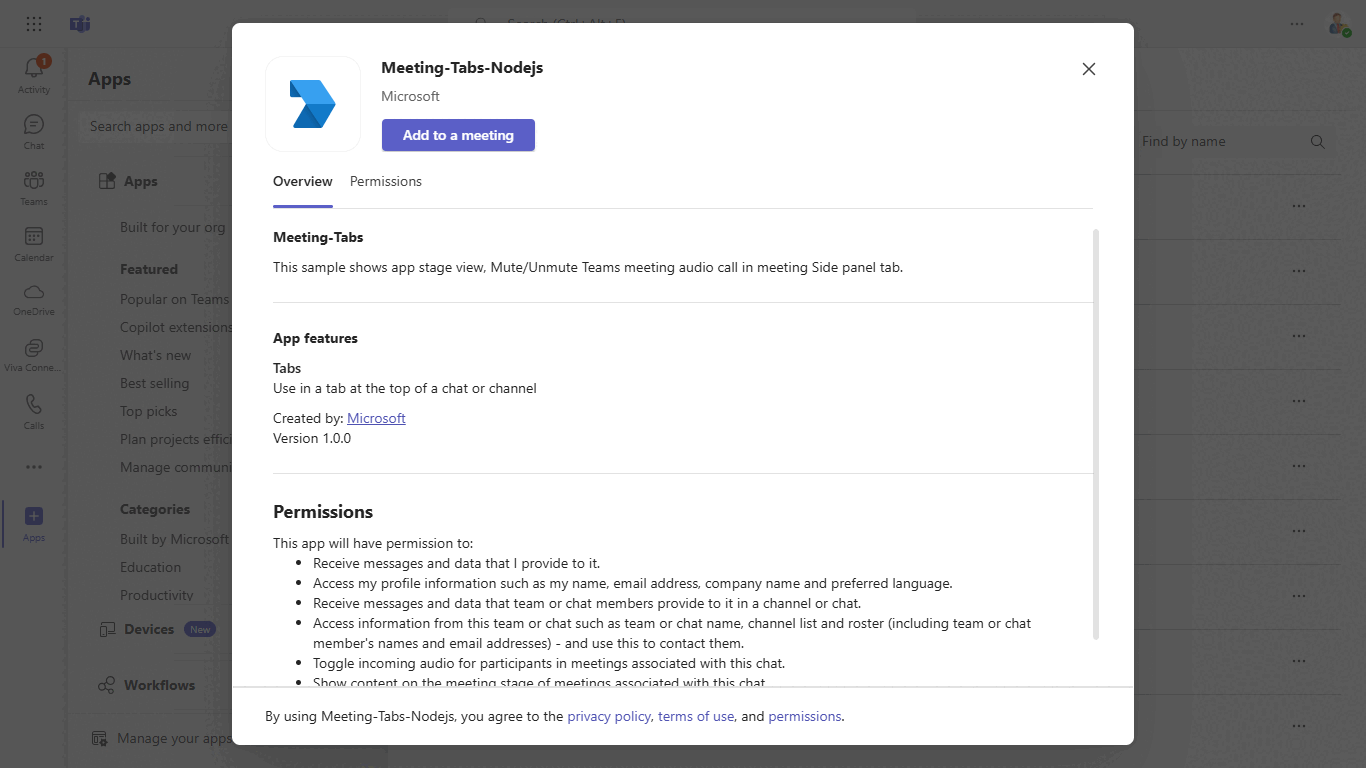 Search (Ctrl+Alt+E)
1
Activity
Chat
Teams
Calendar
OneDrive
Viva Conne...
Calls
Apps
Apps
Search apps and more
Apps
Built for your org
Featured
Popular on Teams
Copilot extensions
What's new
Best selling
Top picks
Plan projects effici
Manage communi
Categories
Built by Microsoft
Education
Productivity
Devices New
Workflows
Manage your apps
Meeting-Tabs-Nodejs
Microsoft
Add to a meeting
Overview Permissions
Meeting-Tabs
This sample shows app stage view, Mute/Unmute Teams meeting audio call in meeting Side panel tab.
App features
Tabs
Use in a tab at the top of a chat or channel
Created by: Microsoft
Version 1.0.0
Permissions
This app will have permission to:
Receive messages and data that I provide to it.
Access my profile information such as my name, email address, company name and preferred language.
Receive messages and data that team or chat members provide to it in a channel or chat.
Access information from this team or chat such as team or chat name, channel list and roster (including team or chat
member's names and email addresses) - and use this to contact them.
Toggle incoming audio for participants in meetings associated with this chat.
Show content on the meeting stage of meetings associated with this chat.
By using Meeting-Tabs-Nodejs, you agree to the privacy policy, terms of use, and permissions.
Find by name